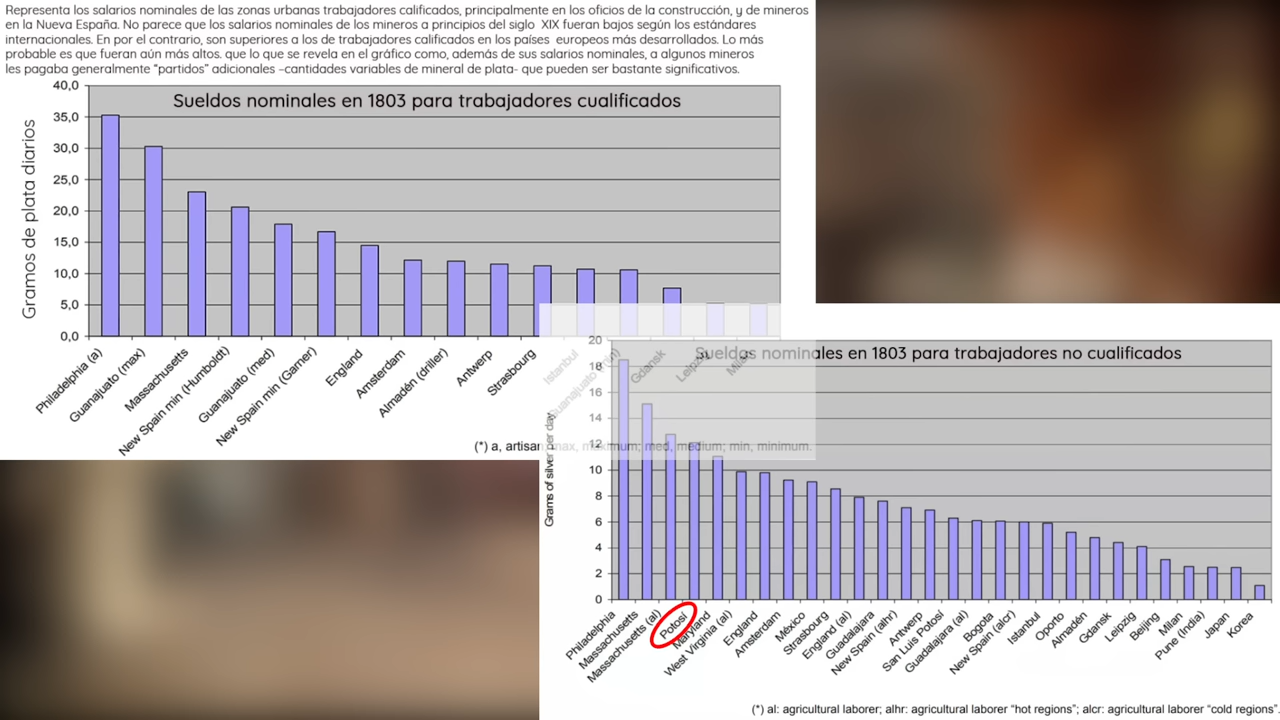 Representa los salarios nominales de las zonas urbanas trabajadores calificados, principalmente en los oficios de la construcción, y de mineros
en la Nueva España. No parece que los salarios nominales de los mineros a principios del siglo XIX fueran bajos según los estándares
internacionales. En por el contrario, son superiores a los de trabajadores calificados en los países europeos más desarrollados. Lo más
probable es que fueran aún más altos. que lo que se revela en el gráfico como, además de sus salarios nominales, a algunos mineros
les pagaba generalmente “partidos” adicionales –cantidades variables de mineral de plata- que pueden ser bastante significativos.
Sueldos nominales en 1803 para trabajadores cualificados
Gramos de plata diarios
40,0
35,0
30,0
25,0
20,0
15,0
10,0
5,0
0,0
Philadelphia (a)
Guanajuato (max)
Massachusetts
New Spain min (Humboldt)
Guanajuato (med)
New Spain min (Garner)
England
Amsterdam
Almadén (driller)
Antwerp
Strasbourg
Istanbul
Guanajuato (min)
Gdansk
Leipzig
Milan
(*) a, artisan; max, maximum; med, medium; min, minimum.
Sueldos nominales en 1803 para trabajadores no cualificados
Grams of silver per day
20
18
16
14
12
10
8
6
4
2
0
Philadelphia
Massachusetts
Massachusetts (al)
Potosí
Maryland
West Virginia (al)
England
Amsterdam
México
Strasbourg
England (al)
Guadalajara
New Spain (alhr)
Antwerp
San Luis Potosí
Guadalajara (al)
Bogota
New Spain (alcr)
Istanbul
Oporto
Almadén
Gdansk
Leipzig
Beijing
Milan
Pune (India)
Japan
Korea
(*) al: agricultural laborer; alhr: agricultural laborer “hot regions”; alcr: agricultural laborer “cold regions”.